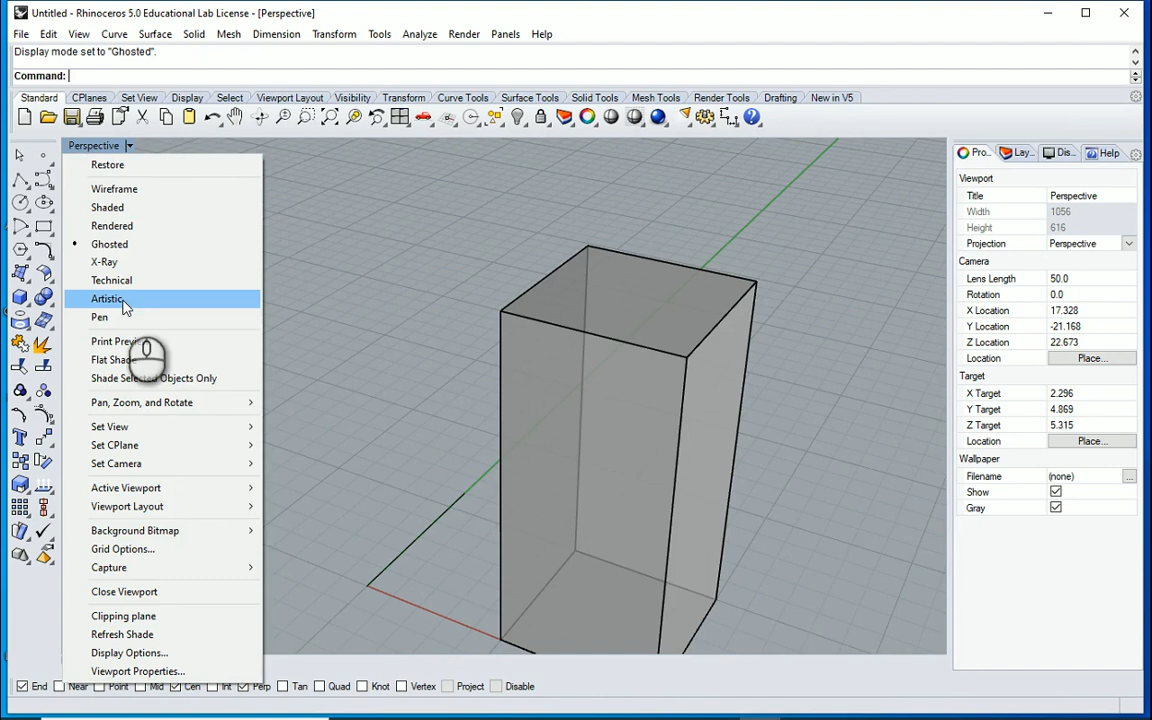 Untitled - Rhinoceros 5.0 Educational Lab License - [Perspective]
File Edit View Curve Surface Solid Mesh Dimension Transform Tools Analyze Render Panels Help
Display mode set to "Ghosted".
Command:
Standard CPlanes Set View Display Select Viewport Layout Visibility Transform Curve Tools Surface Tools Solid Tools Mesh Tools Render Tools Drafting New in V5
Perspective
Restore
Wireframe
Shaded
Rendered
Ghosted
X-Ray
Technical
Artistic
Pen
Print Previ
Flat Shade
Shade Selected Objects Only
Pan, Zoom, and Rotate
Set View
Set CPlane
Set Camera
Active Viewport
Viewport Layout
Background Bitmap
Grid Options...
Capture
Close Viewport
Clipping plane
Refresh Shade
Display Options...
Viewport Properties...
Pro... Lay... Dis... Help
Viewport
Title Perspective
Width 1056
Height 616
Projection Perspective
Camera
Lens Length 50.0
Rotation 0.0
X Location 17.328
Y Location -21.168
Z Location 22.673
Location Place...
Target
X Target 2.296
Y Target 4.869
Z Target 5.315
Location Place...
Wallpaper
Filename (none) ...
Show
Gray
End Near Point Mid Cen Int Perp Tan Quad Knot Vertex Project Disable